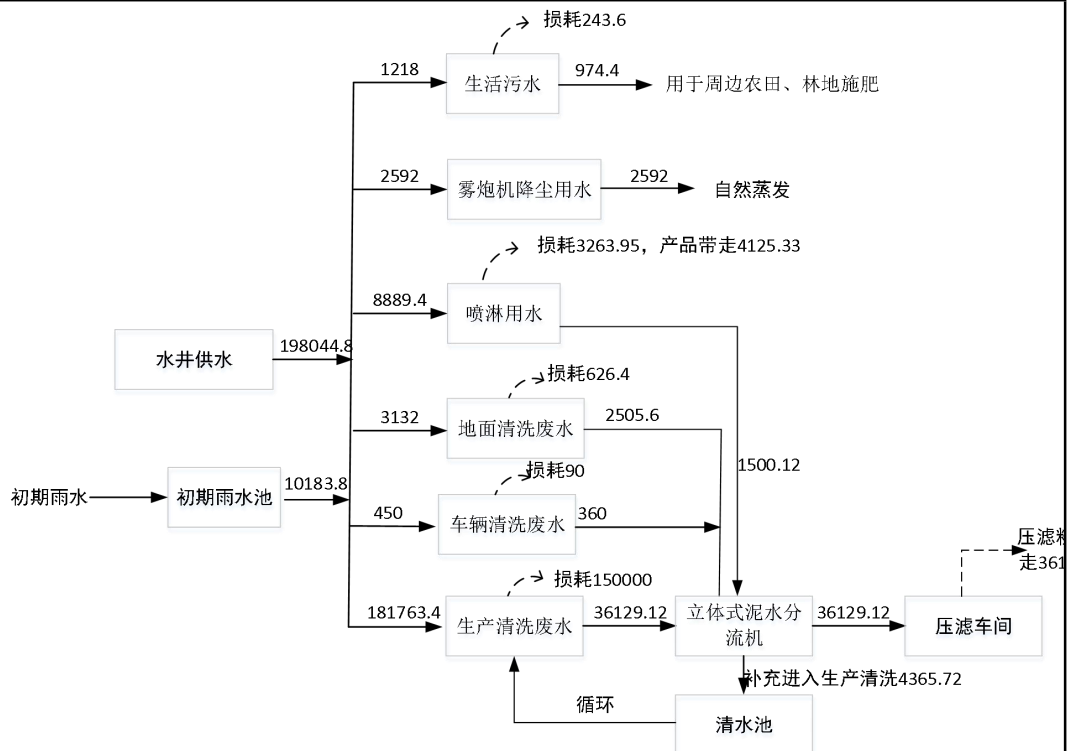 损耗243.6
1218
生活污水
974.4
用于周边农田、林地施肥
2592
雾炮机降尘用水
2592
自然蒸发
损耗3263.95，产品带走4125.33
8889.4
喷淋用水
水井供水
198044.8
损耗626.4
3132
地面清洗废水
2505.6
1500.12
初期雨水
初期雨水池
10183.8
损耗90
450
车辆清洗废水
360
压滤
走361
损耗150000
181763.4
生产清洗废水
36129.12
立体式泥水分
流机
36129.12
压滤车间
补充进入生产清洗4365.72
循环
清水池